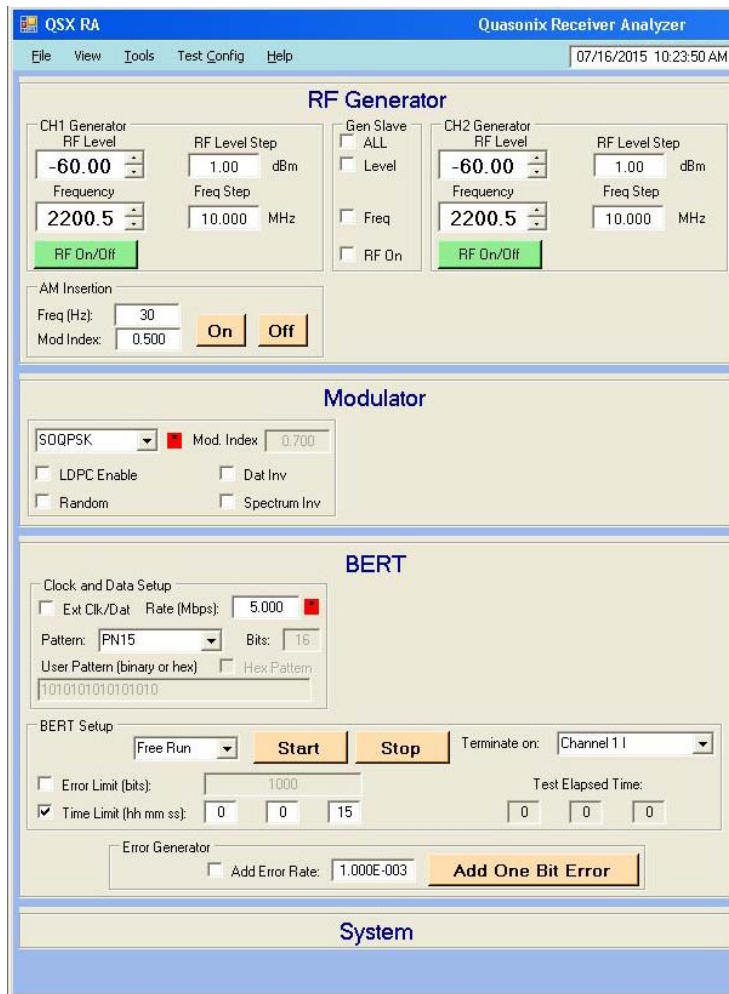 QSX RA Quasonix Receiver Analyzer
File View Tools Test Config Help 07/16/2015 10:23:50 AM
RF Generator
CH1 Generator Gen Slave CH2 Generator
RF Level RF Level Step ALL RF Level RF Level Step
-60.00 1.00 dBm Level -60.00 1.00 dBm
Frequency Freq Step Frequency Freq Step
2200.5 10.000 MHz Freq 2200.5 10.000 MHz
RF On/Off RF On RF On/Off
AM Insertion
Freq (Hz): 30 On Off
Mod Index: 0.500
Modulator
SOQPSK * Mod. Index 0.700
LDPC Enable Dat Inv
Random Spectrum Inv
BERT
Clock and Data Setup
Ext Clk/Dat Rate (Mbps): 5.000 *
Pattern: PN15 Bits: 16
User Pattern (binary or hex) Hex Pattern
1010101010101010
BERT Setup
Free Run Start Stop Terminate on: Channel 1 I
Error Limit (bits): 1000 Test Elapsed Time:
Time Limit (hh mm ss): 0 0 15 0 0 0
Error Generator
Add Error Rate: 1.000E-003 Add One Bit Error
System